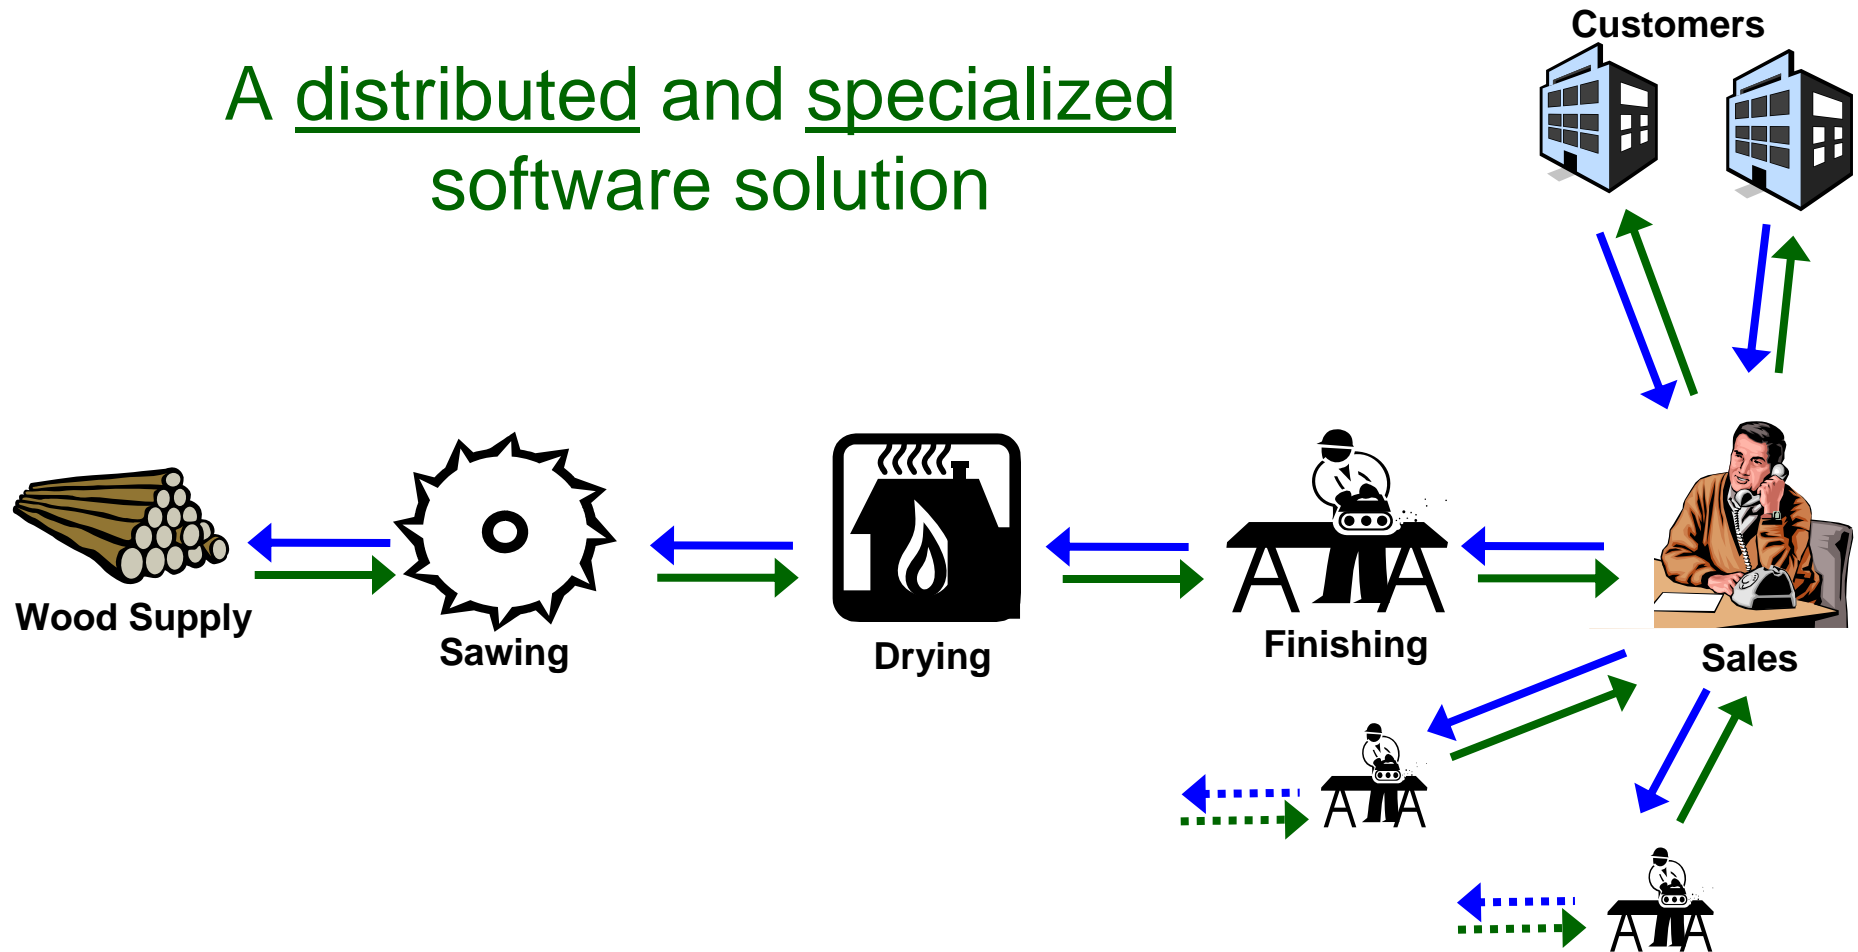 Customers
A distributed and specialized
software solution
Wood Supply
Sawing
Drying
Finishing
Sales